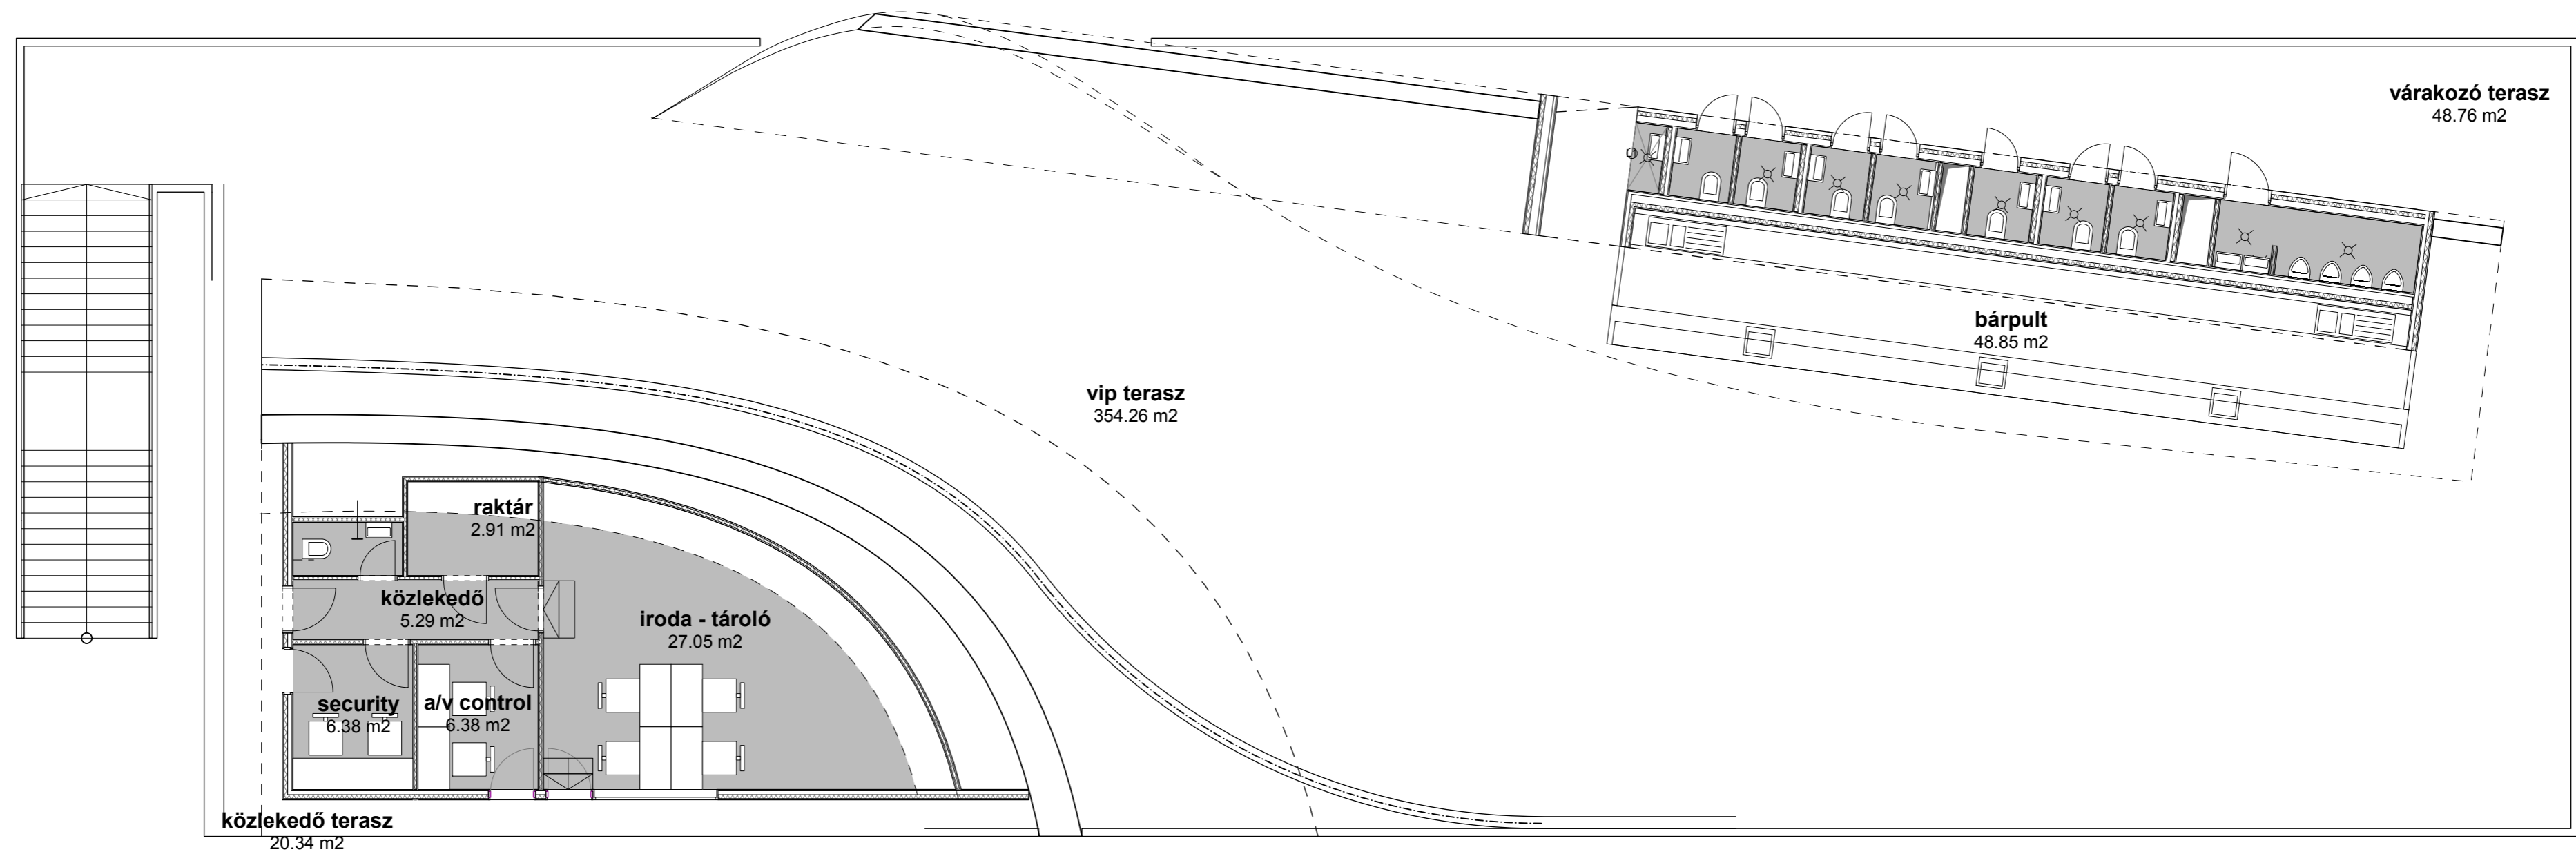 várakozó terasz
48.76 m2
bárpult
48.85 m2
vip terasz
354.26 m2
raktár
2.91 m2
közlekedő
5.29 m2
iroda - tároló
27.05 m2
security
6.38 m2
a/v control
6.38 m2
közlekedő terasz
20.34 m2